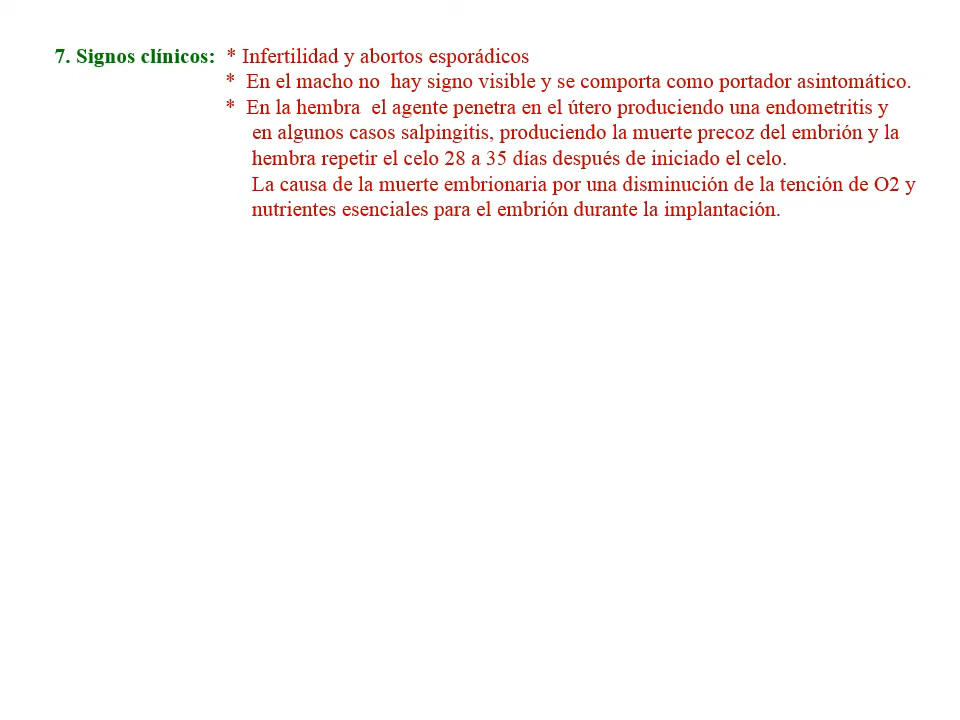 7. Signos clínicos: * Infertilidad y abortos esporádicos
* En el macho no hay signo visible y se comporta como portador asintomático.
* En la hembra el agente penetra en el útero produciendo una endometritis y
en algunos casos salpingitis, produciendo la muerte precoz del embrión y la
hembra repetir el celo 28 a 35 días después de iniciado el celo.
La causa de la muerte embrionaria por una disminución de la tención de O2 y
nutrientes esenciales para el embrión durante la implantación.